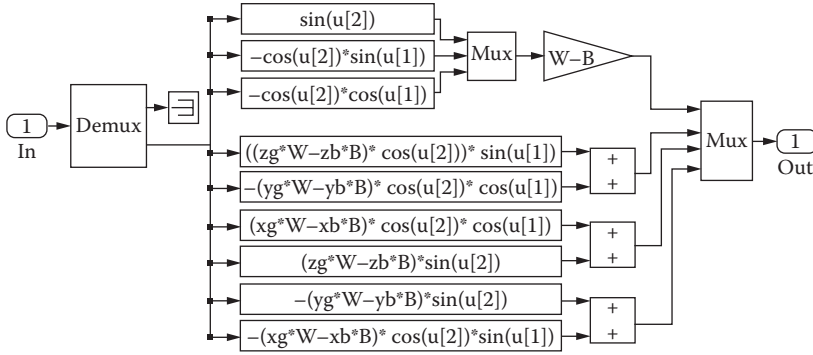 sin(u[2])
−cos(u[2])*sin(u[1])
−cos(u[2])*cos(u[1])
Mux
W−B
1
In
Demux
((zg*W−zb*B)* cos(u[2]))* sin(u[1])
−(yg*W−yb*B)* cos(u[2])* cos(u[1])
+
+
(xg*W−xb*B)* cos(u[2])* cos(u[1])
(zg*W−zb*B)*sin(u[2])
+
+
−(yg*W−yb*B)*sin(u[2])
−(xg*W−xb*B)* cos(u[2])*sin(u[1])
+
+
Mux
1
Out